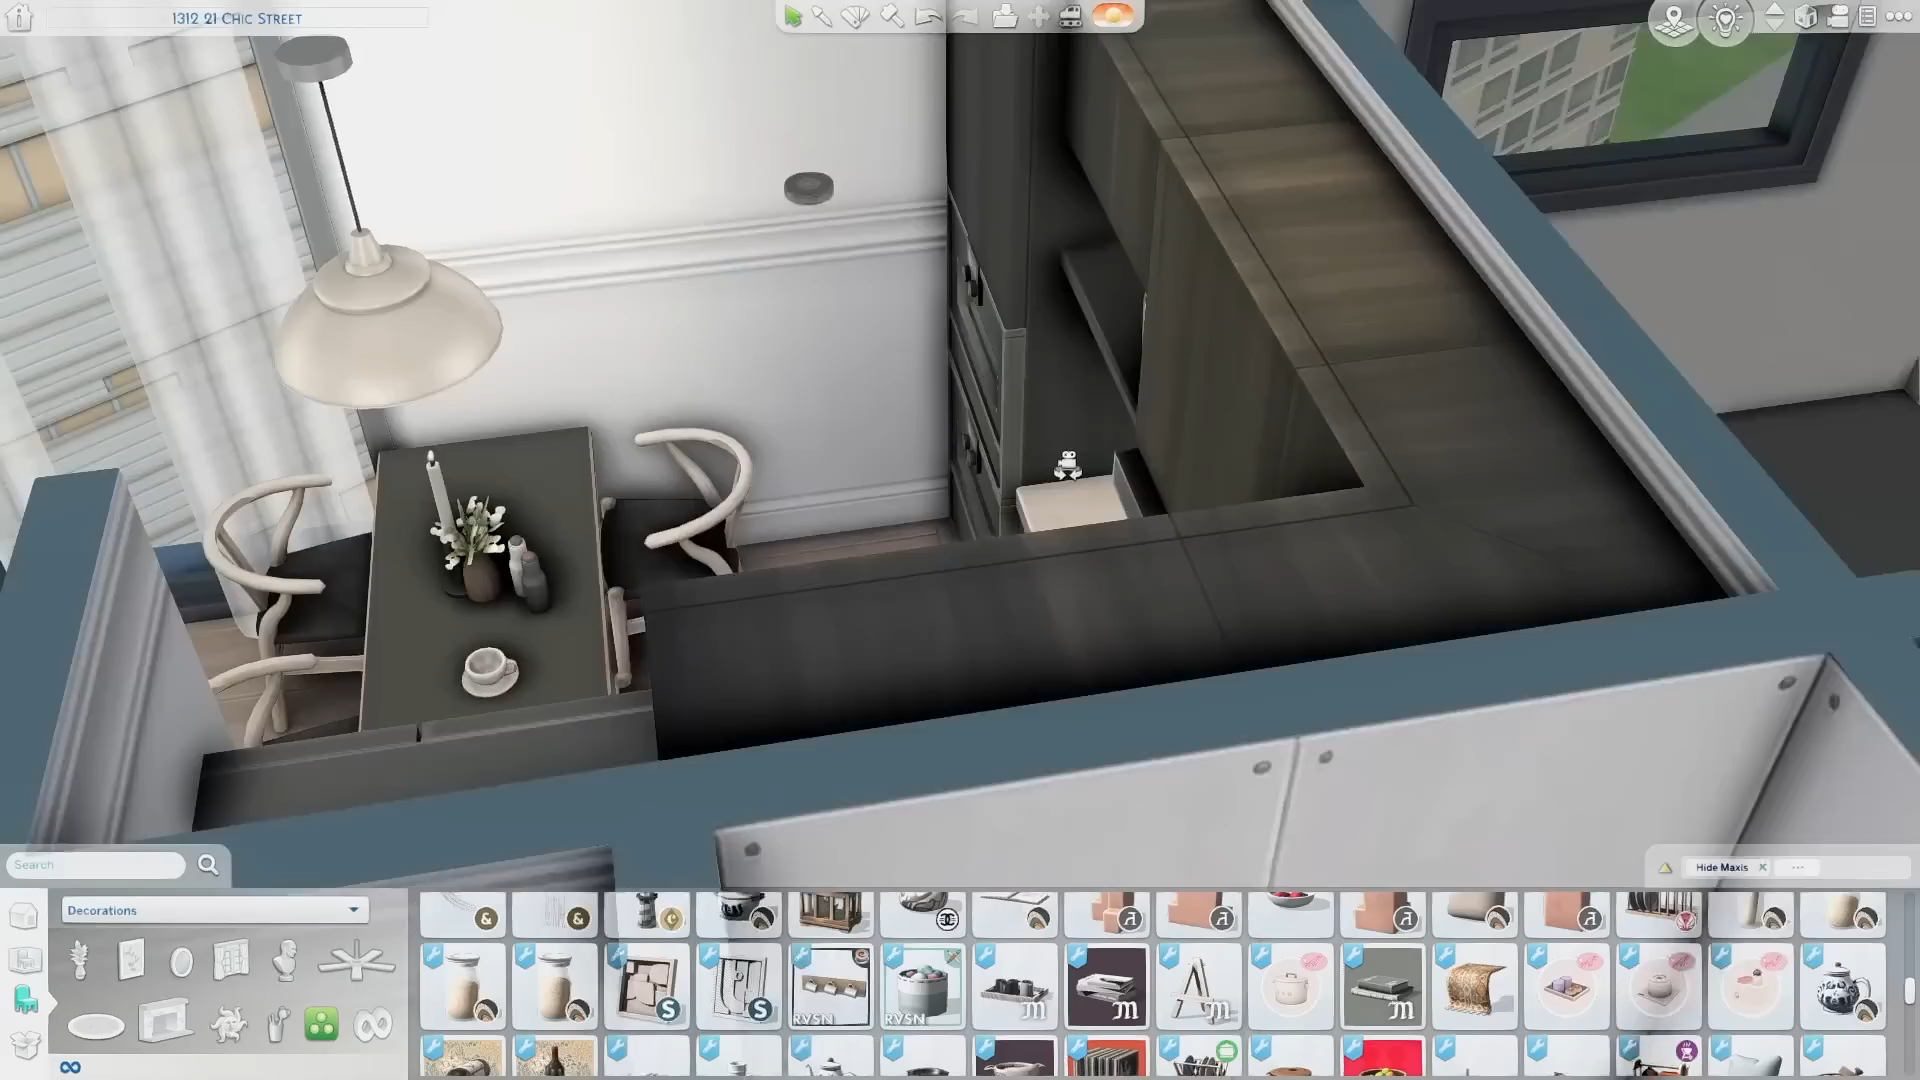 1312 21 Chic Street
Search
Hide Maxis
Decorations
RVSN
RVSN